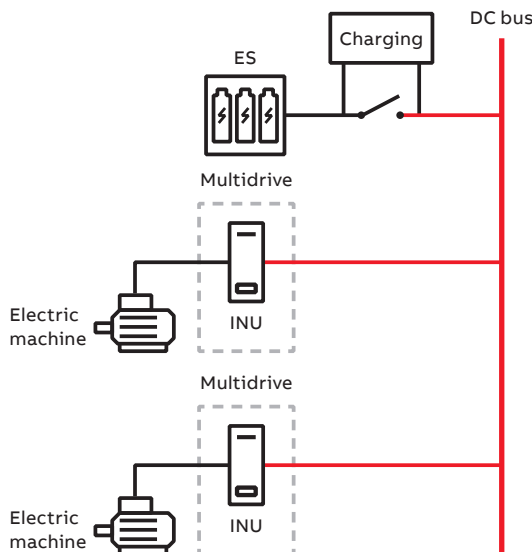 DC bus
Charging
ES
Multidrive
INU
Electric
machine
Multidrive
INU
Electric
machine